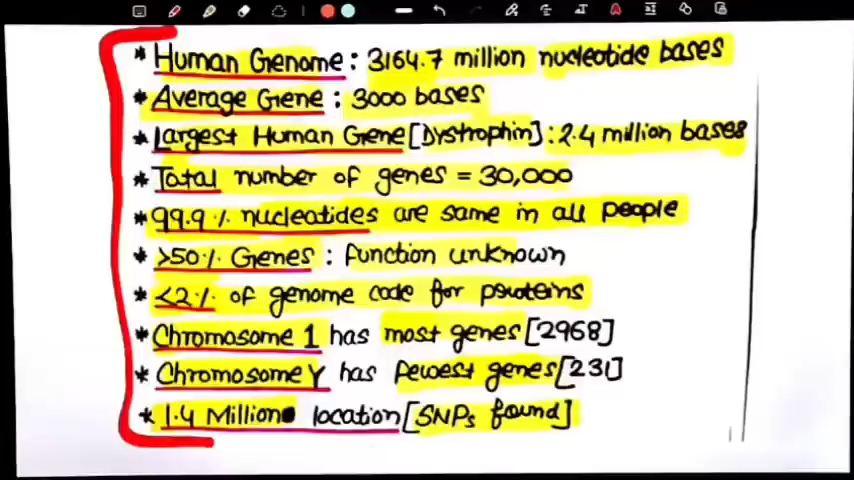 * Human Genome : 3164.7 million nucleotide bases
* Average Gene : 3000 bases
* Largest Human Gene [Dystrophin] : 2.4 million bases
* Total number of genes = 30,000
* 99.9% nucleotides are same in all people
* >50% Genes : function unknown
* <2% of genome code for proteins
* Chromosome 1 has most genes [2968]
* Chromosome Y has fewest genes [231]
* 1.4 Million location [SNPs found]